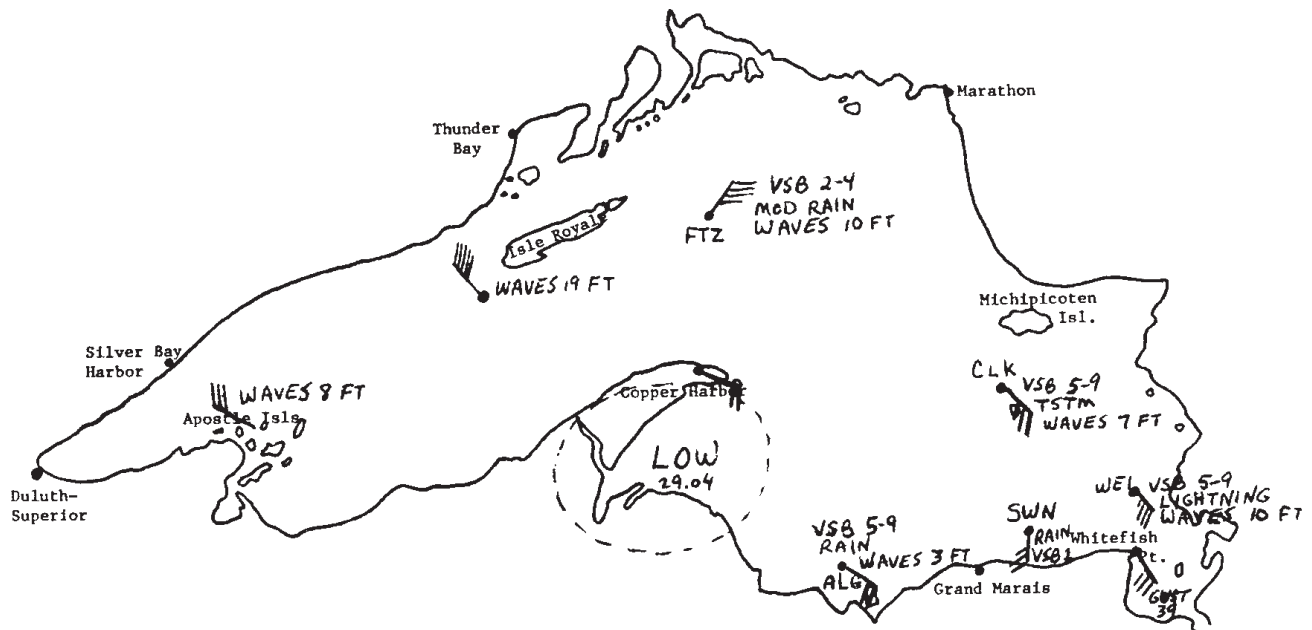 Marathon
Thunder
Bay
VSB 2-4
MOD RAIN
WAVES 10 FT
FTZ
Isle Royale
WAVES 19 FT
Michipicoten
Isl.
Silver Bay
Harbor
WAVES 8 FT
Apostle Isls
Copper Harbor
CLK
VSB 5-9
TSTM
WAVES 7 FT
LOW
29.04
Duluth-
Superior
WEL VSB 5-9
LIGHTNING
WAVES 10 FT
SWN
RAIN
VSB 1
Whitefish
Pt.
VSB 5-9
RAIN
WAVES 3 FT
ALG
Grand Marais
GUST
39